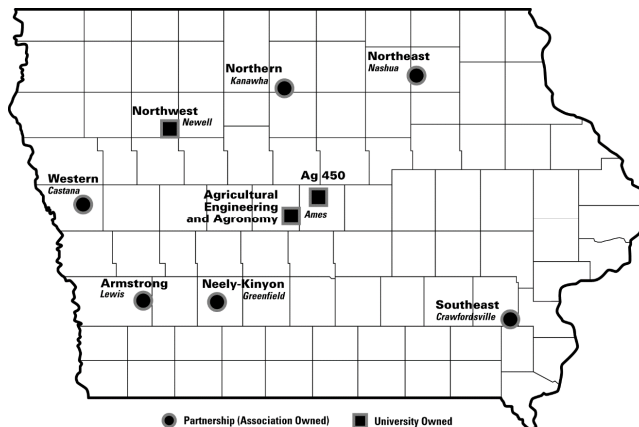 Northern
Kanawha
Northeast
Nashua
Northwest
Newell
Western
Castana
Ag 450
Agricultural
Engineering
and Agronomy
Ames
Armstrong
Lewis
Neely-Kinyon
Greenfield
Southeast
Crawfordsville
Partnership (Association Owned)
University Owned